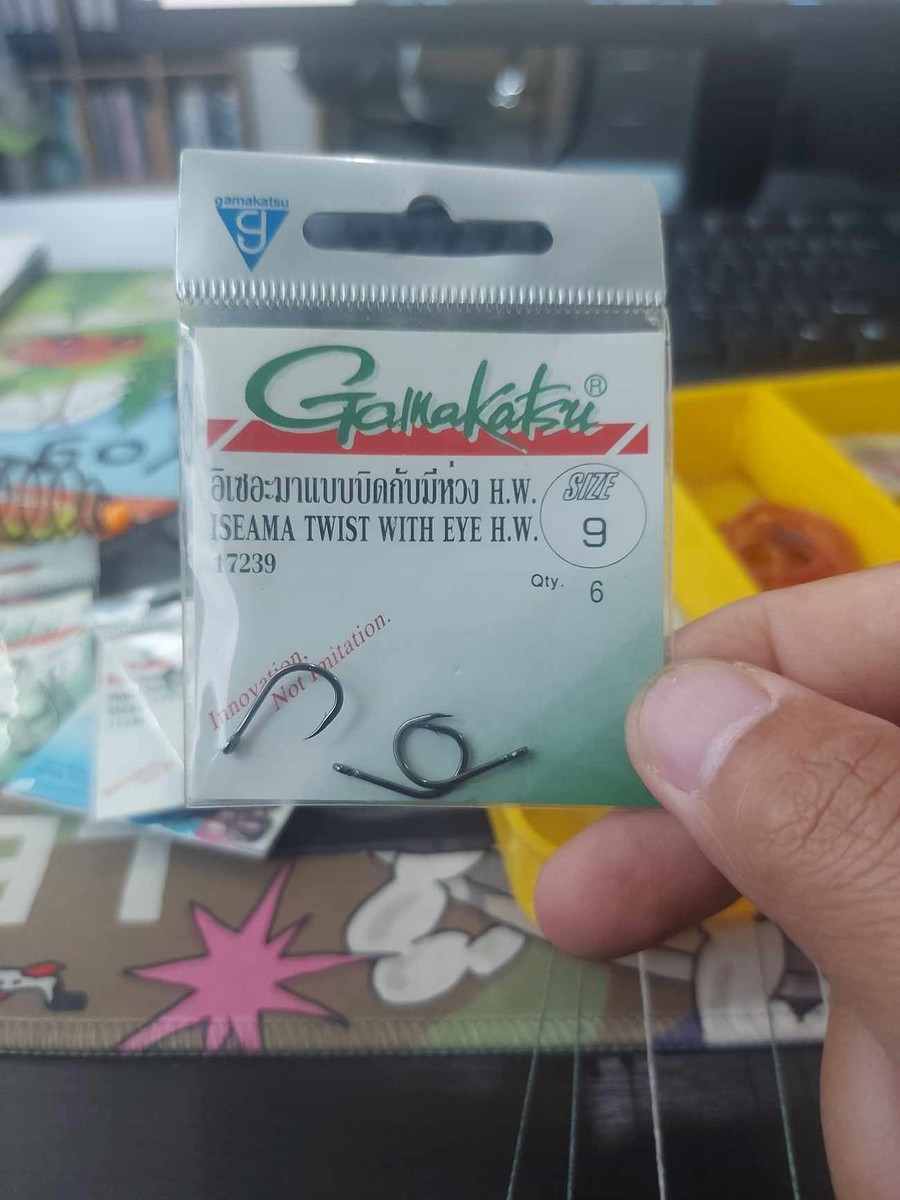 gamakatsu
g
Gamakatsu®
อิเซอะมาแบบบิดกับมีห่วง H.W.
ISEAMA TWIST WITH EYE H.W.
17239
SIZE
9
Qty. 6
Innovation.
Not Imitation.